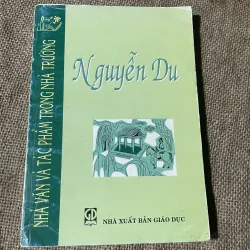 NHÀ VĂN VÀ TÁC PHẨM TRONG NHÀ TRƯỜNG
Nguyễn Du
NHÀ XUẤT BẢN GIÁO DỤC